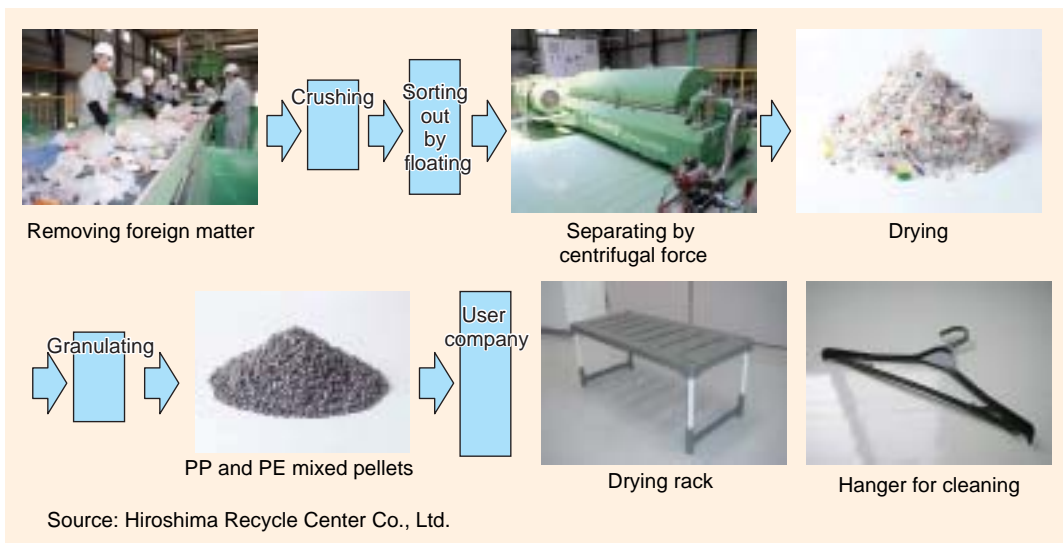 Removing foreign matter
Crushing
Sorting
out
by
floating
Separating by
centrifugal force
Drying
Granulating
PP and PE mixed pellets
User
company
Drying rack
Hanger for cleaning
Source: Hiroshima Recycle Center Co., Ltd.